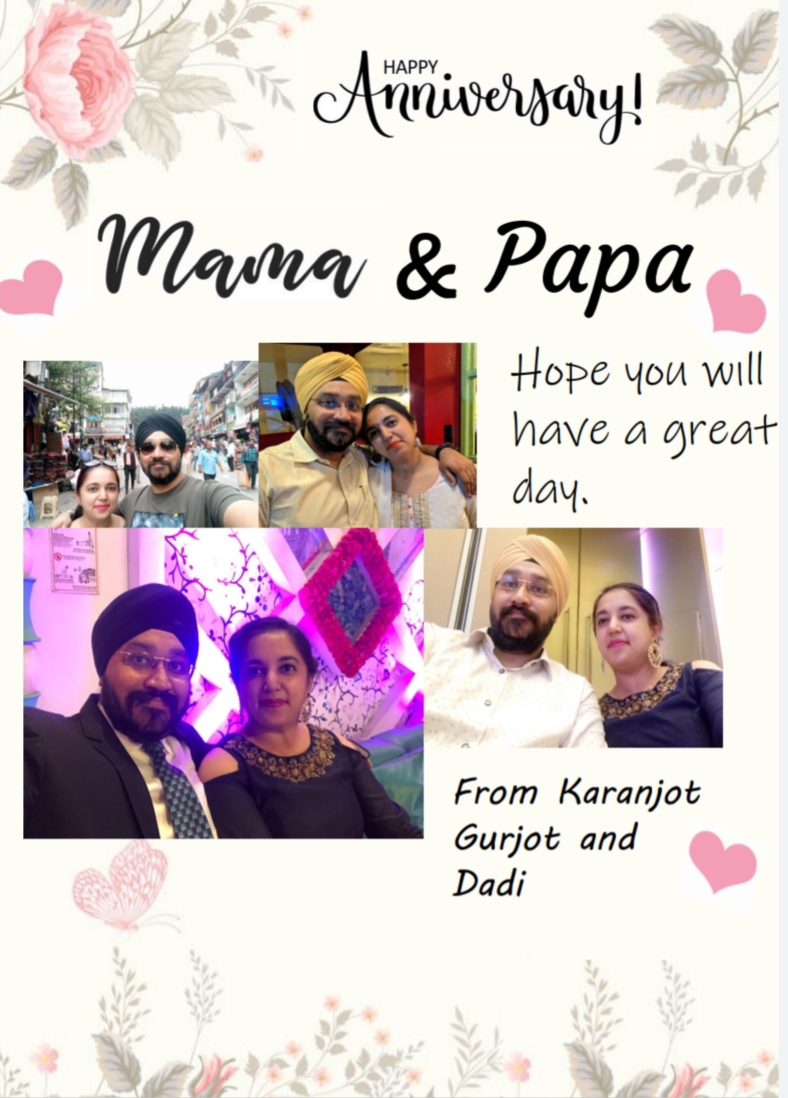 HAPPY
Anniversary!
Mama & Papa
Hope you will
have a great
day.
From Karanjot
Gurjot and
Dadi